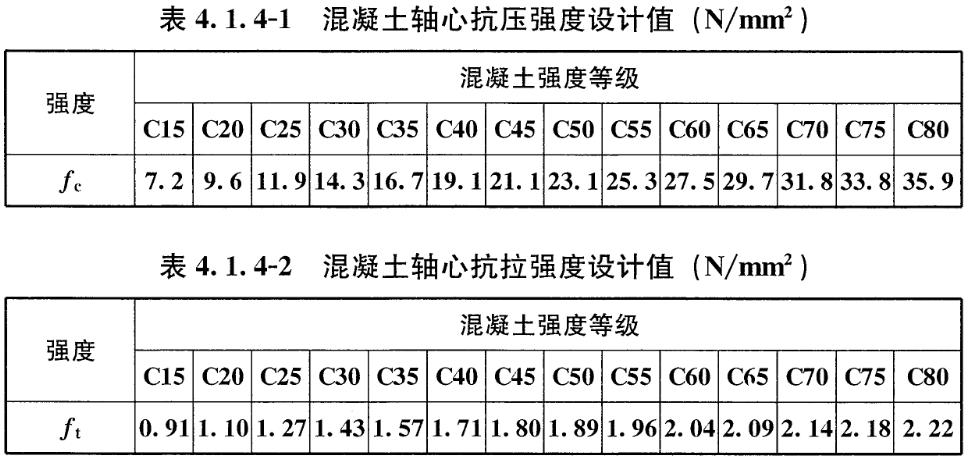 表 4. 1. 4-1 混凝土轴心抗压强度设计值 (N/mm²)
强度 混凝土强度等级
C15 C20 C25 C30 C35 C40 C45 C50 C55 C60 C65 C70 C75 C80
fc 7. 2 9. 6 11. 9 14. 3 16. 7 19. 1 21. 1 23. 1 25. 3 27. 5 29. 7 31. 8 33. 8 35. 9
表 4. 1. 4-2 混凝土轴心抗拉强度设计值 (N/mm²)
强度 混凝土强度等级
C15 C20 C25 C30 C35 C40 C45 C50 C55 C60 C65 C70 C75 C80
ft 0. 91 1. 10 1. 27 1. 43 1. 57 1. 71 1. 80 1. 89 1. 96 2. 04 2. 09 2. 14 2. 18 2. 22